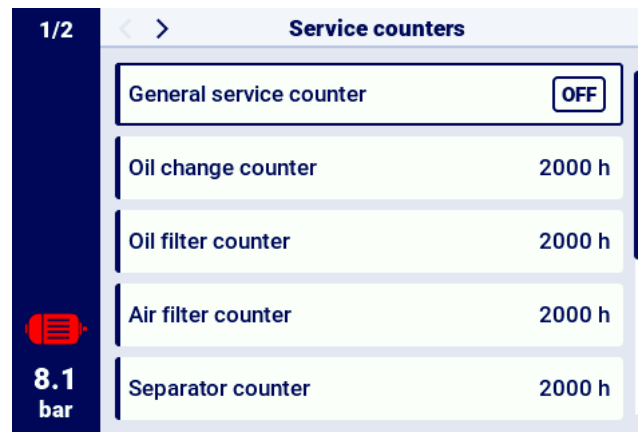 1/2
Service counters
General service counter OFF
Oil change counter 2000 h
Oil filter counter 2000 h
Air filter counter 2000 h
Separator counter 2000 h
8.1
bar